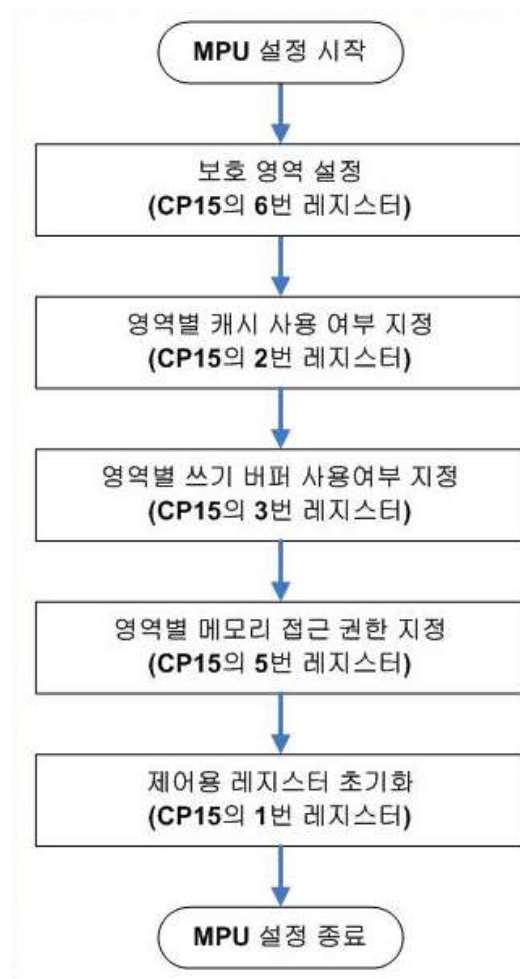 MPU 설정 시작
보호 영역 설정
(CP15의 6번 레지스터)
영역별 캐시 사용 여부 지정
(CP15의 2번 레지스터)
영역별 쓰기 버퍼 사용여부 지정
(CP15의 3번 레지스터)
영역별 메모리 접근 권한 지정
(CP15의 5번 레지스터)
제어용 레지스터 초기화
(CP15의 1번 레지스터)
MPU 설정 종료